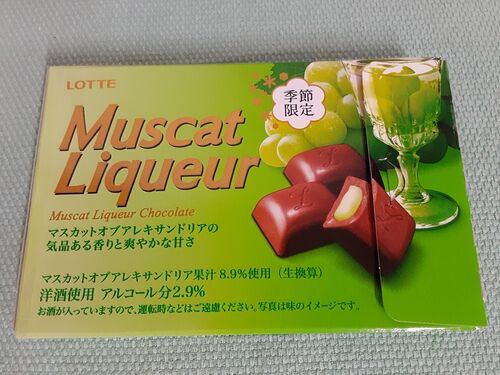 LOTTE
季節
限定
Muscat
Liqueur
Muscat Liqueur Chocolate
マスカットオブアレキサンドリアの
気品ある香りと爽やかな甘さ
マスカットオブアレキサンドリア果汁8.9%使用(生換算)
洋酒使用 アルコール分2.9%
お酒が入っていますので、運転時などはご遠慮ください。写真は味のイメージです。